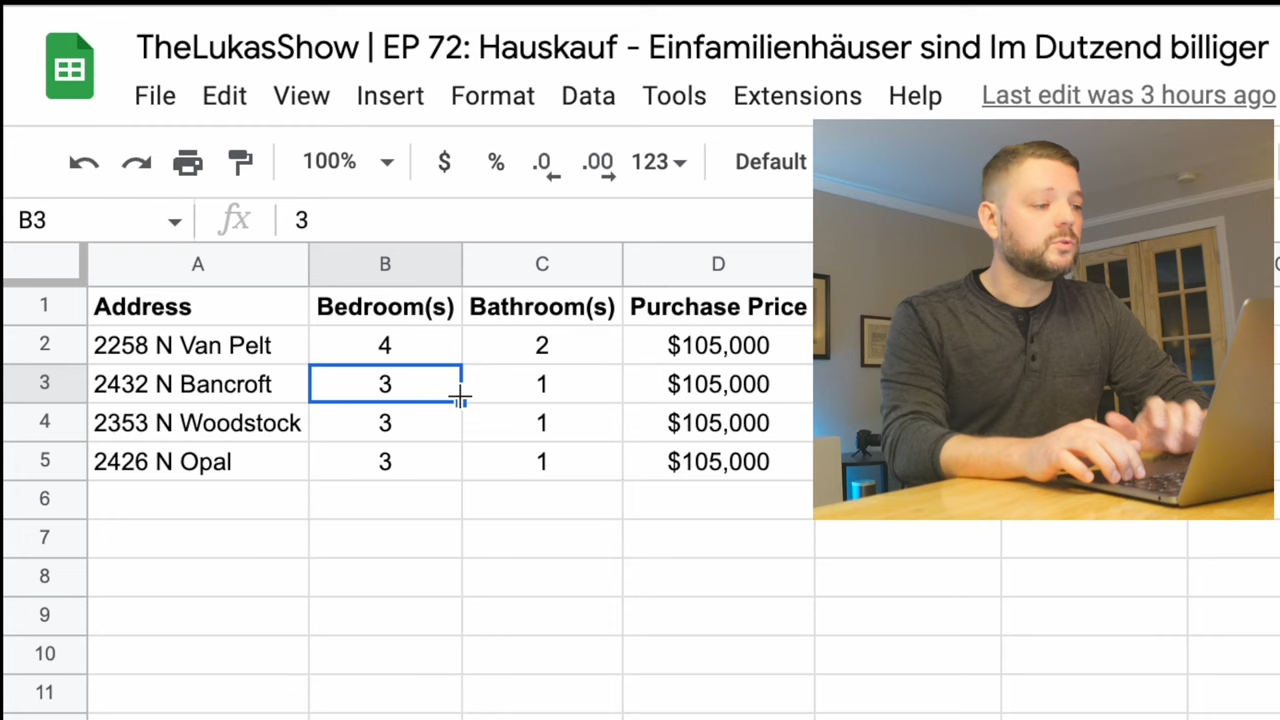 TheLukasShow | EP 72: Hauskauf - Einfamilienhäuser sind Im Dutzend billiger
File Edit View Insert Format Data Tools Extensions Help Last edit was 3 hours ago
100% $ % .0 .00 123 Default
B3 fx 3
A B C D
1 Address Bedroom(s) Bathroom(s) Purchase Price
2 2258 N Van Pelt 4 2 $105,000
3 2432 N Bancroft 3 1 $105,000
4 2353 N Woodstock 3 1 $105,000
5 2426 N Opal 3 1 $105,000
6
7
8
9
10
11